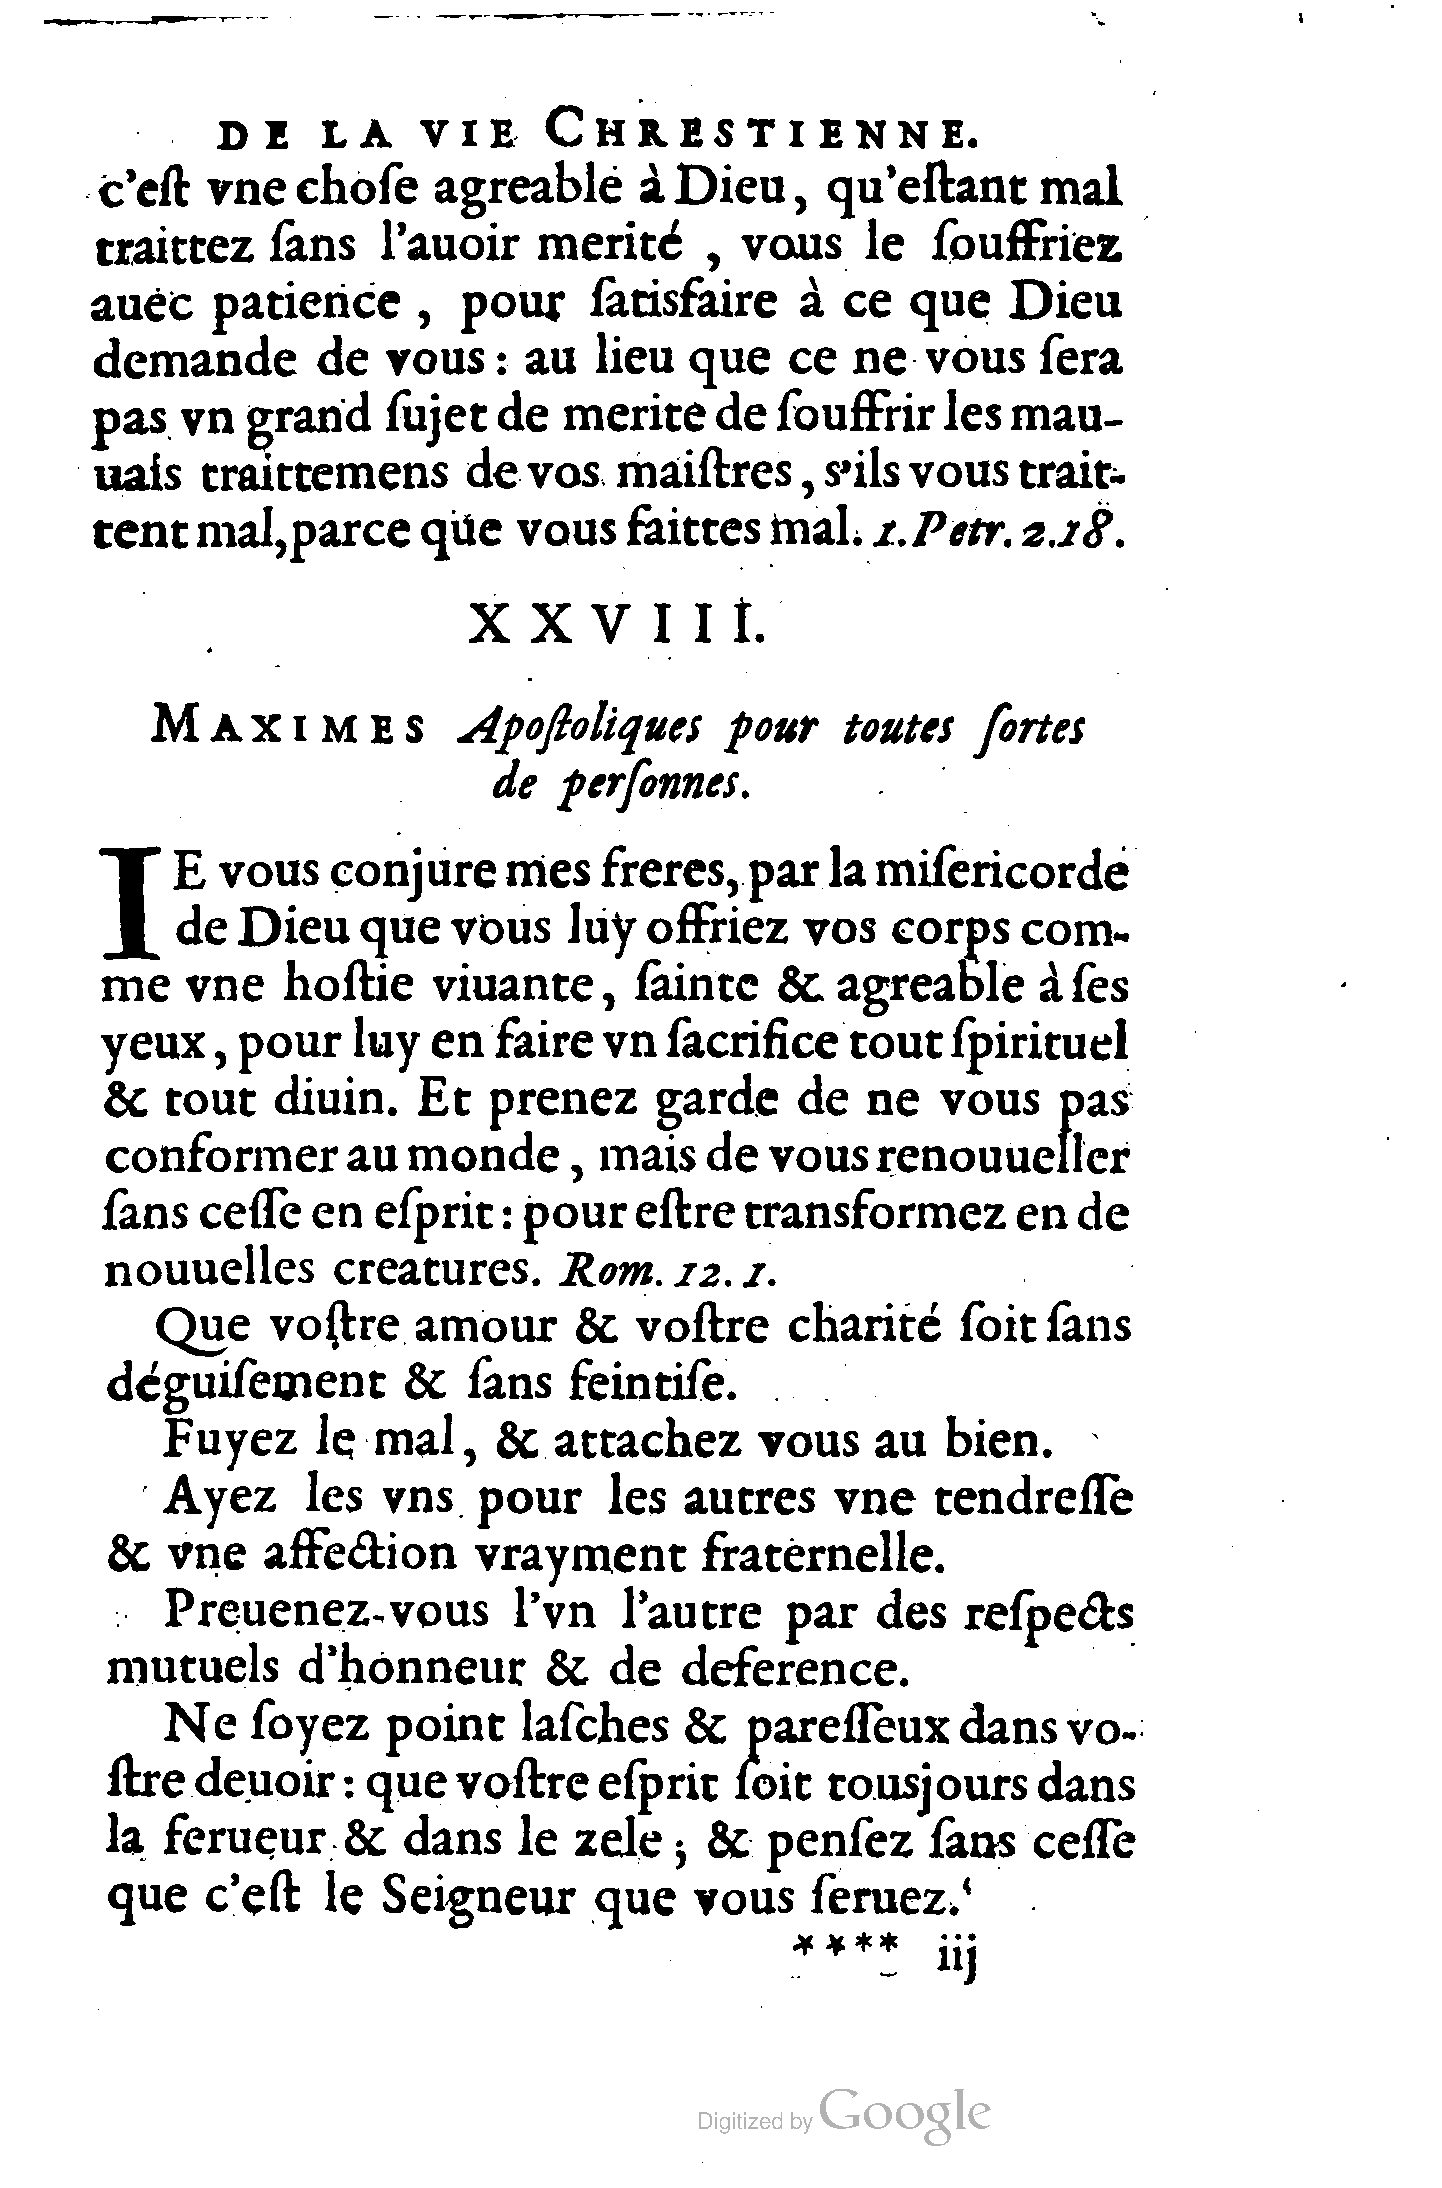 DE LA VIE CHRESTIENNE.
c'eſt vne choſe agreable à Dieu, qu'eſtant mal
traittez ſans l'auoir merité, vous le ſouffriez
auec patience, pour ſatisfaire à ce que Dieu
demande de vous: au lieu que ce ne vous ſera
pas vn grand ſujet de merite de ſouffrir les mau-
uais traittemens de vos maiſtres, s'ils vous trait-
tent mal, parce que vous faittes mal. 1. Petr. 2. 18.
XXVIII.
MAXIMES Apoſtoliques pour toutes ſortes
de perſonnes.
IE vous conjure mes freres, par la miſericorde
de Dieu que vous luy offriez vos corps com-
me vne hoſtie viuante, ſainte & agreable à ſes
yeux, pour luy en faire vn ſacrifice tout ſpirituel
& tout diuin. Et prenez garde de ne vous pas
conformer au monde, mais de vous renouueller
ſans ceſſe en eſprit: pour eſtre transformez en de
nouuelles creatures. Rom. 12. 1.
Que voſtre amour & voſtre charité ſoit ſans
déguiſement & ſans feintiſe.
Fuyez le mal, & attachez vous au bien.
Ayez les vns pour les autres vne tendreſſe
& vne affection vrayment fraternelle.
Preuenez-vous l'vn l'autre par des reſpects
mutuels d'honneur & de deference.
Ne ſoyez point laſches & pareſſeux dans vo-
ſtre deuoir: que voſtre eſprit ſoit tousjours dans
la ferueur & dans le zele; & penſez ſans ceſſe
que c'eſt le Seigneur que vous ſeruez.
**** iij
Digitized by Google